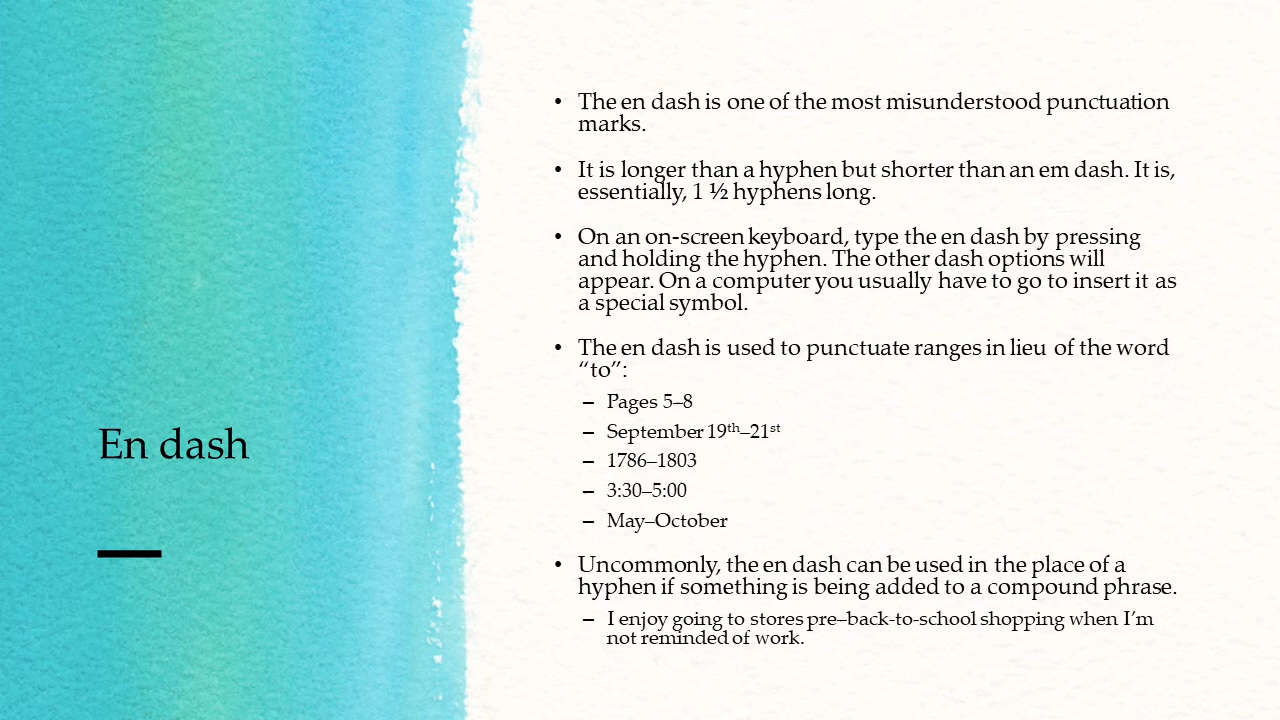 En dash
• The en dash is one of the most misunderstood punctuation
marks.
• It is longer than a hyphen but shorter than an em dash. It is,
essentially, 1 ½ hyphens long.
• On an on-screen keyboard, type the en dash by pressing
and holding the hyphen. The other dash options will
appear. On a computer you usually have to go to insert it as
a special symbol.
• The en dash is used to punctuate ranges in lieu of the word
“to”:
– Pages 5–8
– September 19th–21st
– 1786–1803
– 3:30–5:00
– May–October
• Uncommonly, the en dash can be used in the place of a
hyphen if something is being added to a compound phrase.
– I enjoy going to stores pre–back-to-school shopping when I’m
not reminded of work.